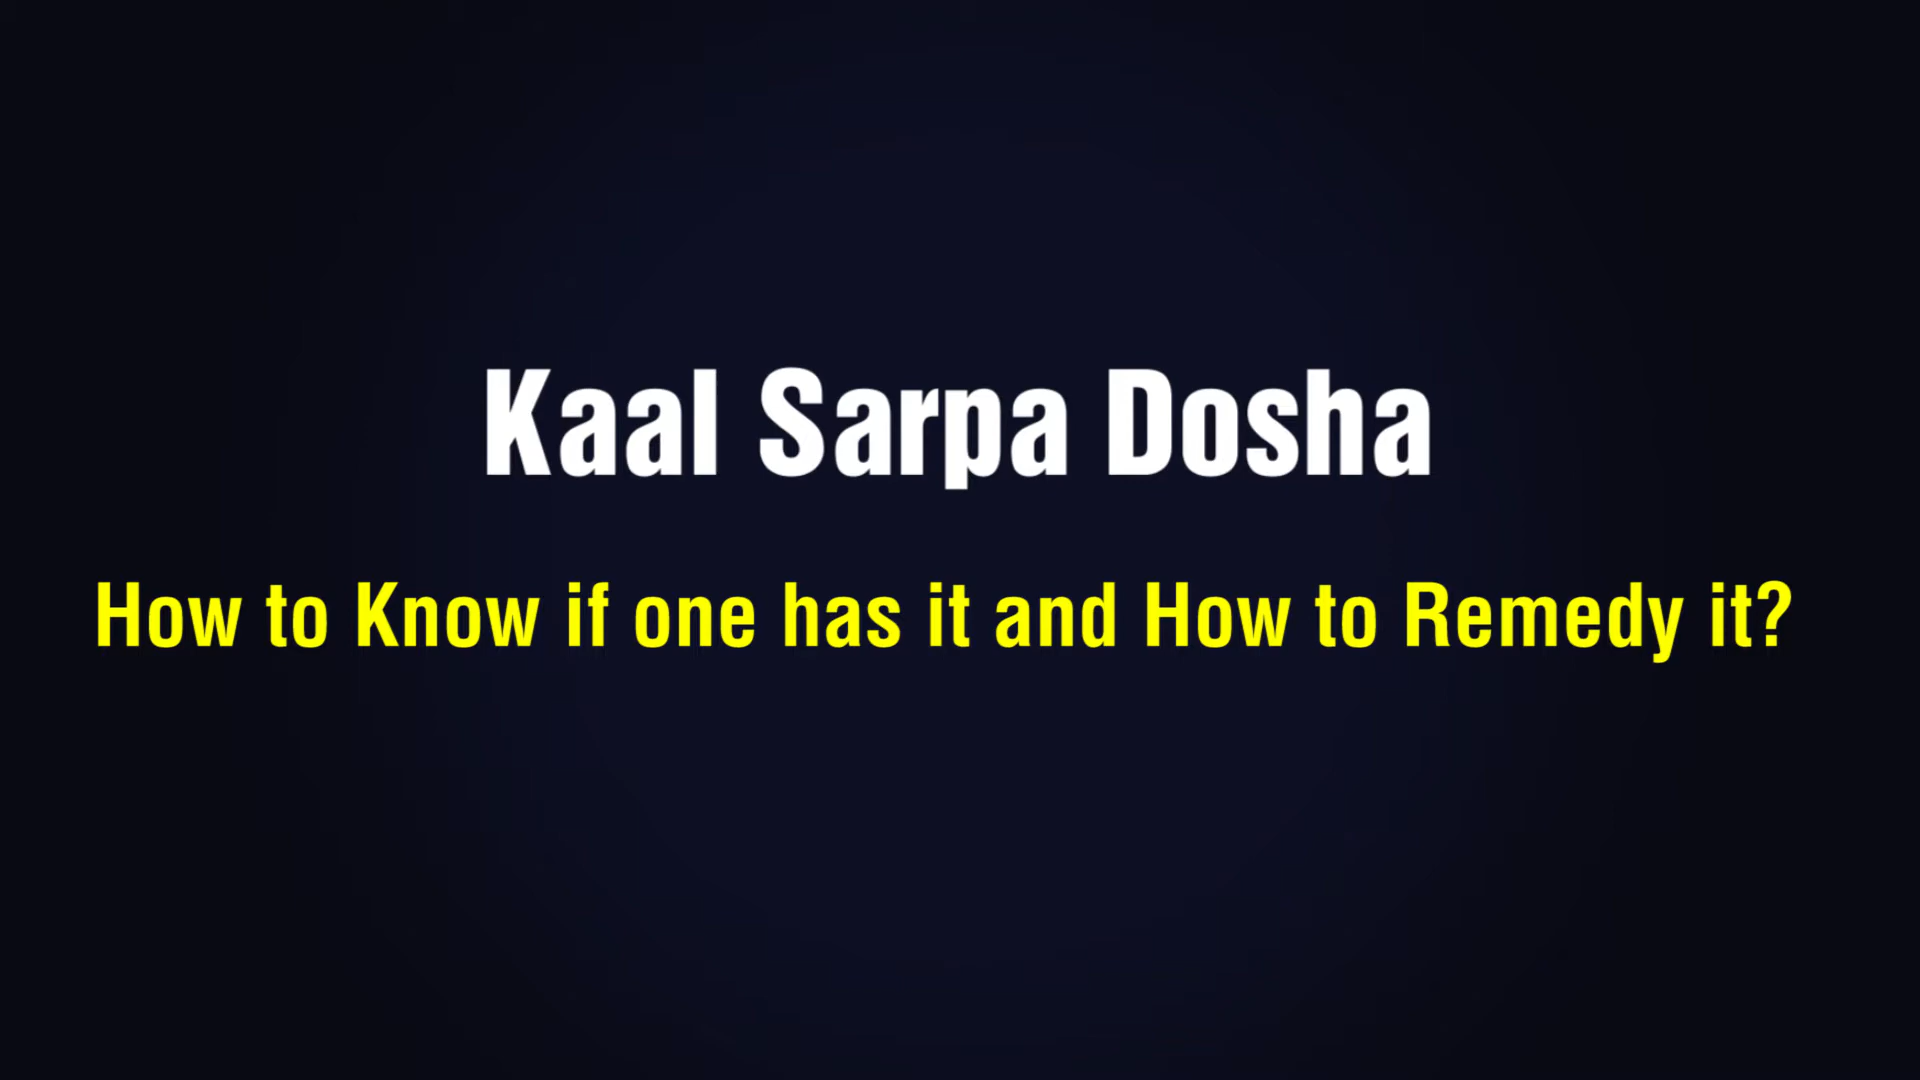 Kaal Sarpa Dosha
How to Know if one has it and How to Remedy it?